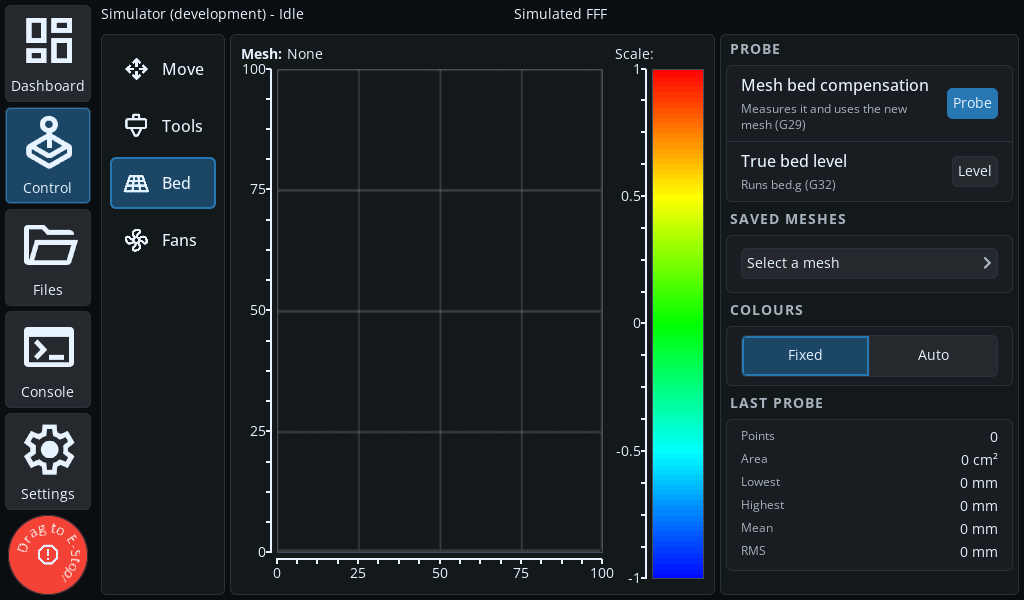 Simulator (development) - Idle
Simulated FFF
Dashboard
Control
Files
Console
Settings
Drag to E-Stop!
Move
Tools
Bed
Fans
Mesh: None
Scale:
100
75
50
25
0
0
25
50
75
100
1
0.5
0
-0.5
-1
PROBE
Mesh bed compensation
Measures it and uses the new
mesh (G29)
Probe
True bed level
Runs bed.g (G32)
Level
SAVED MESHES
Select a mesh
COLOURS
Fixed
Auto
LAST PROBE
Points 0
Area 0 cm²
Lowest 0 mm
Highest 0 mm
Mean 0 mm
RMS 0 mm